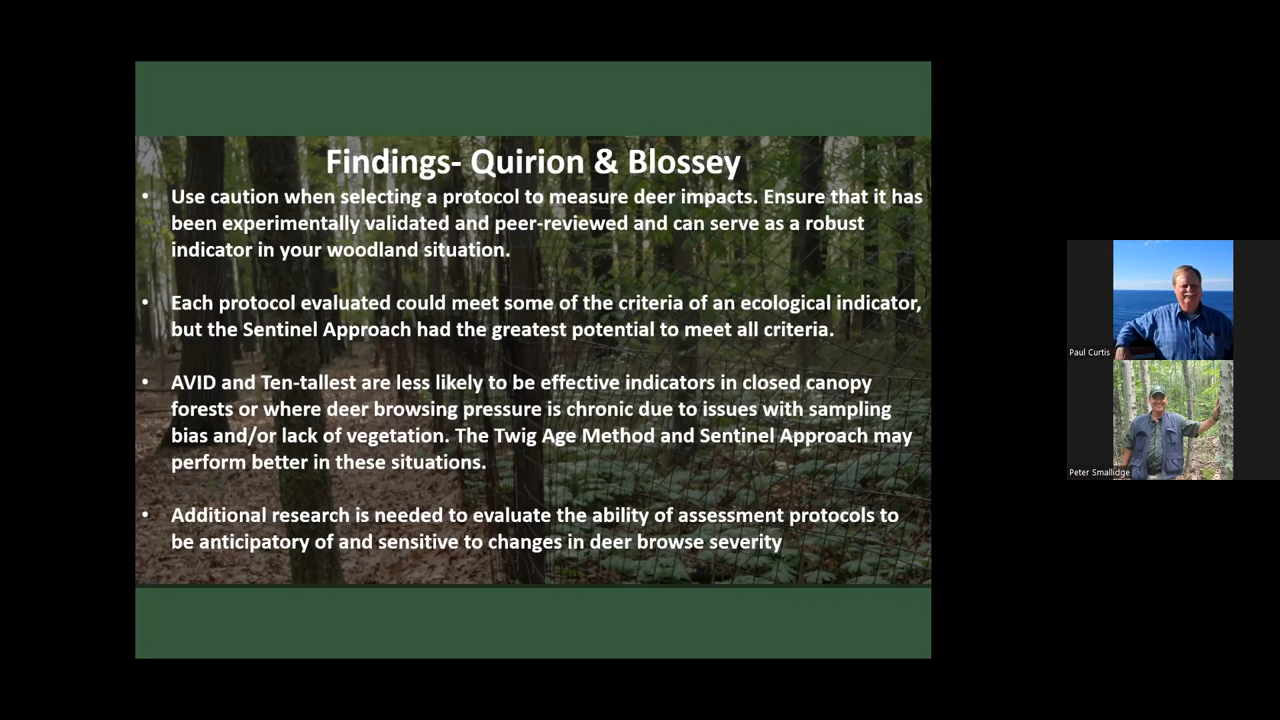 Findings- Quirion & Blossey
• Use caution when selecting a protocol to measure deer impacts. Ensure that it has
been experimentally validated and peer-reviewed and can serve as a robust
indicator in your woodland situation.
• Each protocol evaluated could meet some of the criteria of an ecological indicator,
but the Sentinel Approach had the greatest potential to meet all criteria.
• AVID and Ten-tallest are less likely to be effective indicators in closed canopy
forests or where deer browsing pressure is chronic due to issues with sampling
bias and/or lack of vegetation. The Twig Age Method and Sentinel Approach may
perform better in these situations.
• Additional research is needed to evaluate the ability of assessment protocols to
be anticipatory of and sensitive to changes in deer browse severity
Paul Curtis
Peter Smallidge